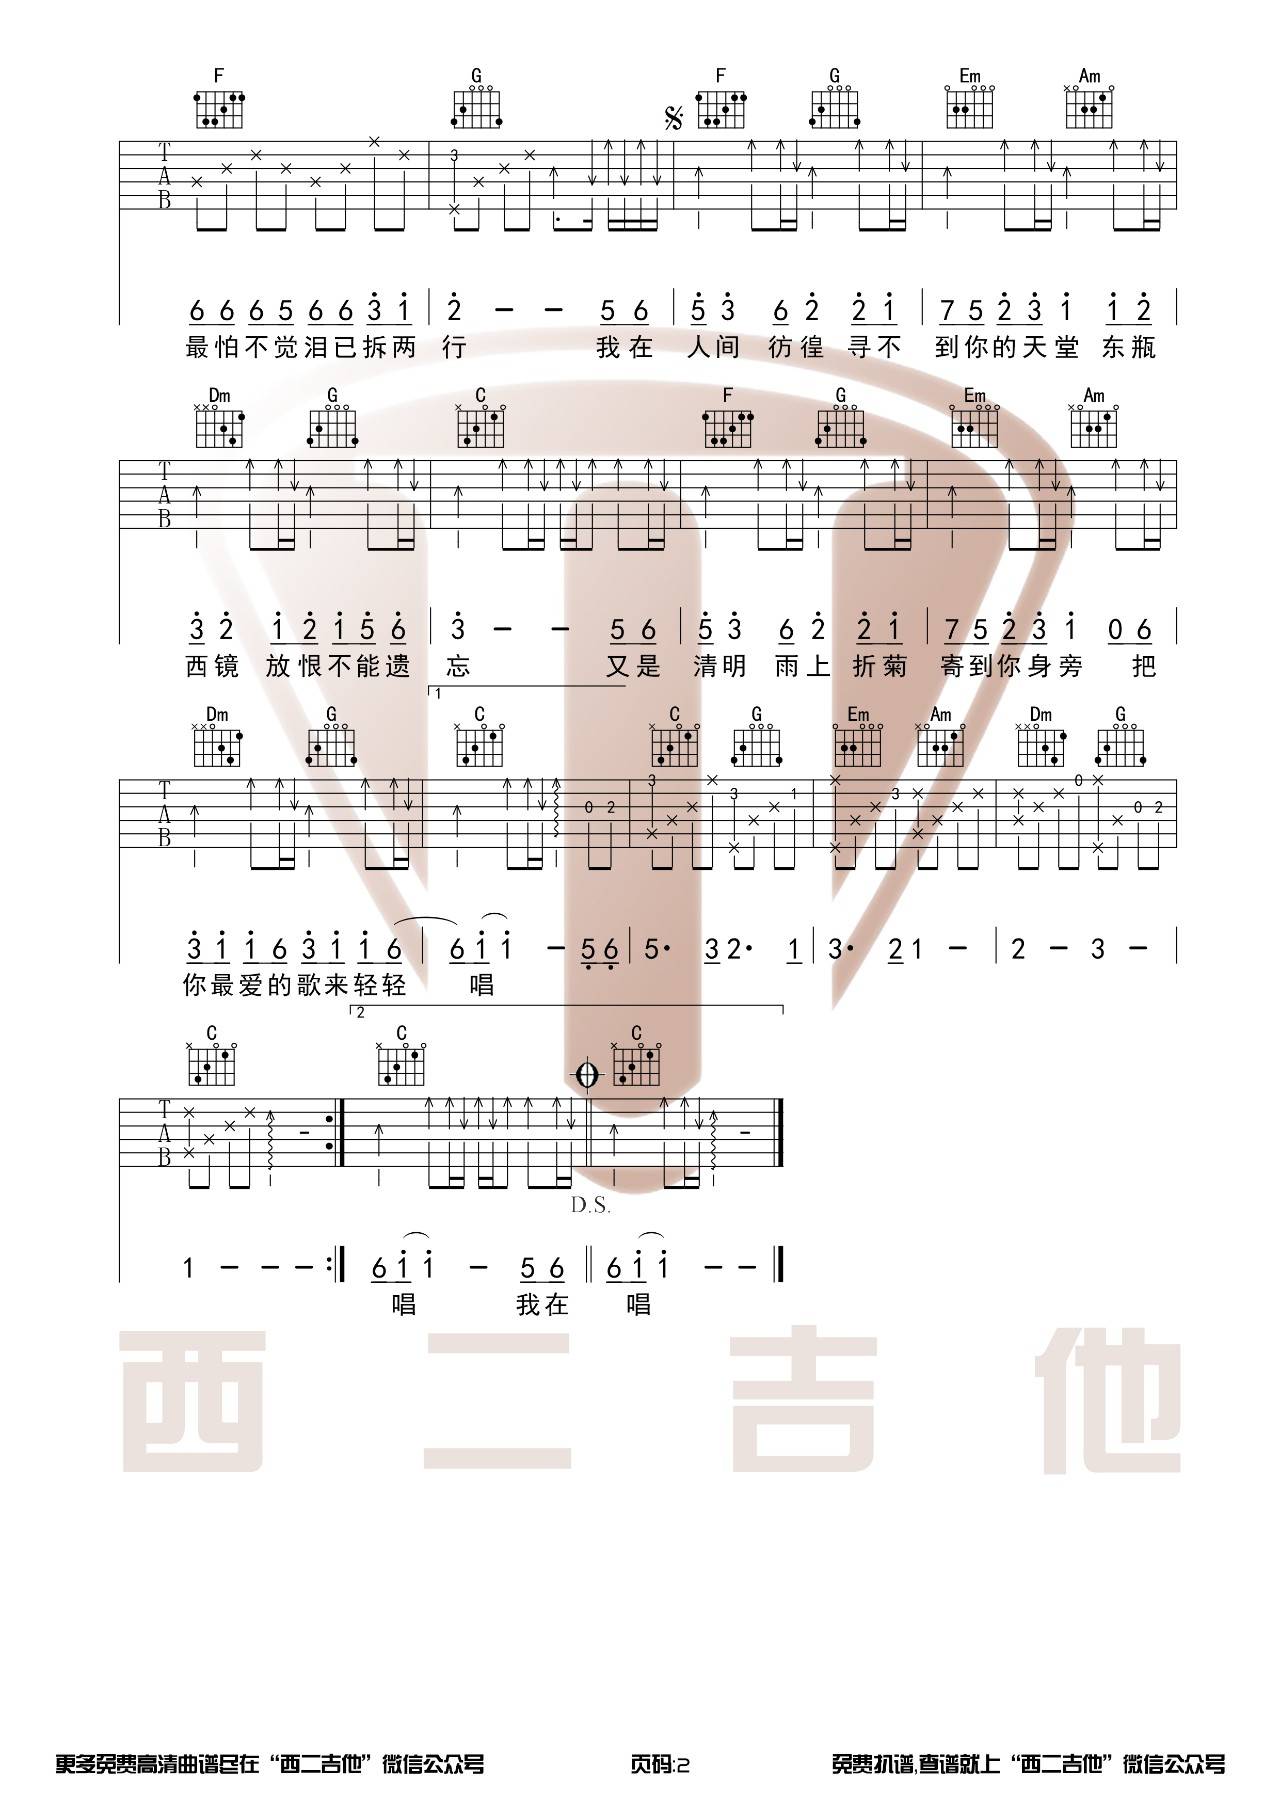 F G F G Em Am
T A B 3
6 6 6 5 6 6 3 1 2 – – 5 6 5 3 6 2 2 1 7 5 2 3 1 1 2
最怕不觉泪已拆两 行 我在 人间 彷徨 寻不 到你的天堂 东瓶
Dm G C F G Em Am
T A B
3 2 1 2 1 5 6 3 – – 5 6 5 3 6 2 2 1 7 5 2 3 1 0 6
西镜 放恨不能遗 忘 又是 清明 雨上 折菊 寄到你身旁 把
1
Dm G C C G Em Am Dm G
T A B 0 2 3 3 1 3 0 0 2
3 1 1 6 3 1 1 6 6 1 1 – 5 6 5· 3 2· 1 3· 2 1 – 2 – 3 –
你最爱的歌来轻轻 唱
2
C C C
T A B – –
D.S.
1 – – – 6 1 1 – 5 6 6 1 1 – –
唱 我在 唱
西二吉他
更多免费高清曲谱尽在“西二吉他”微信公众号 页码:2 免费扒谱,查谱就上“西二吉他”微信公众号